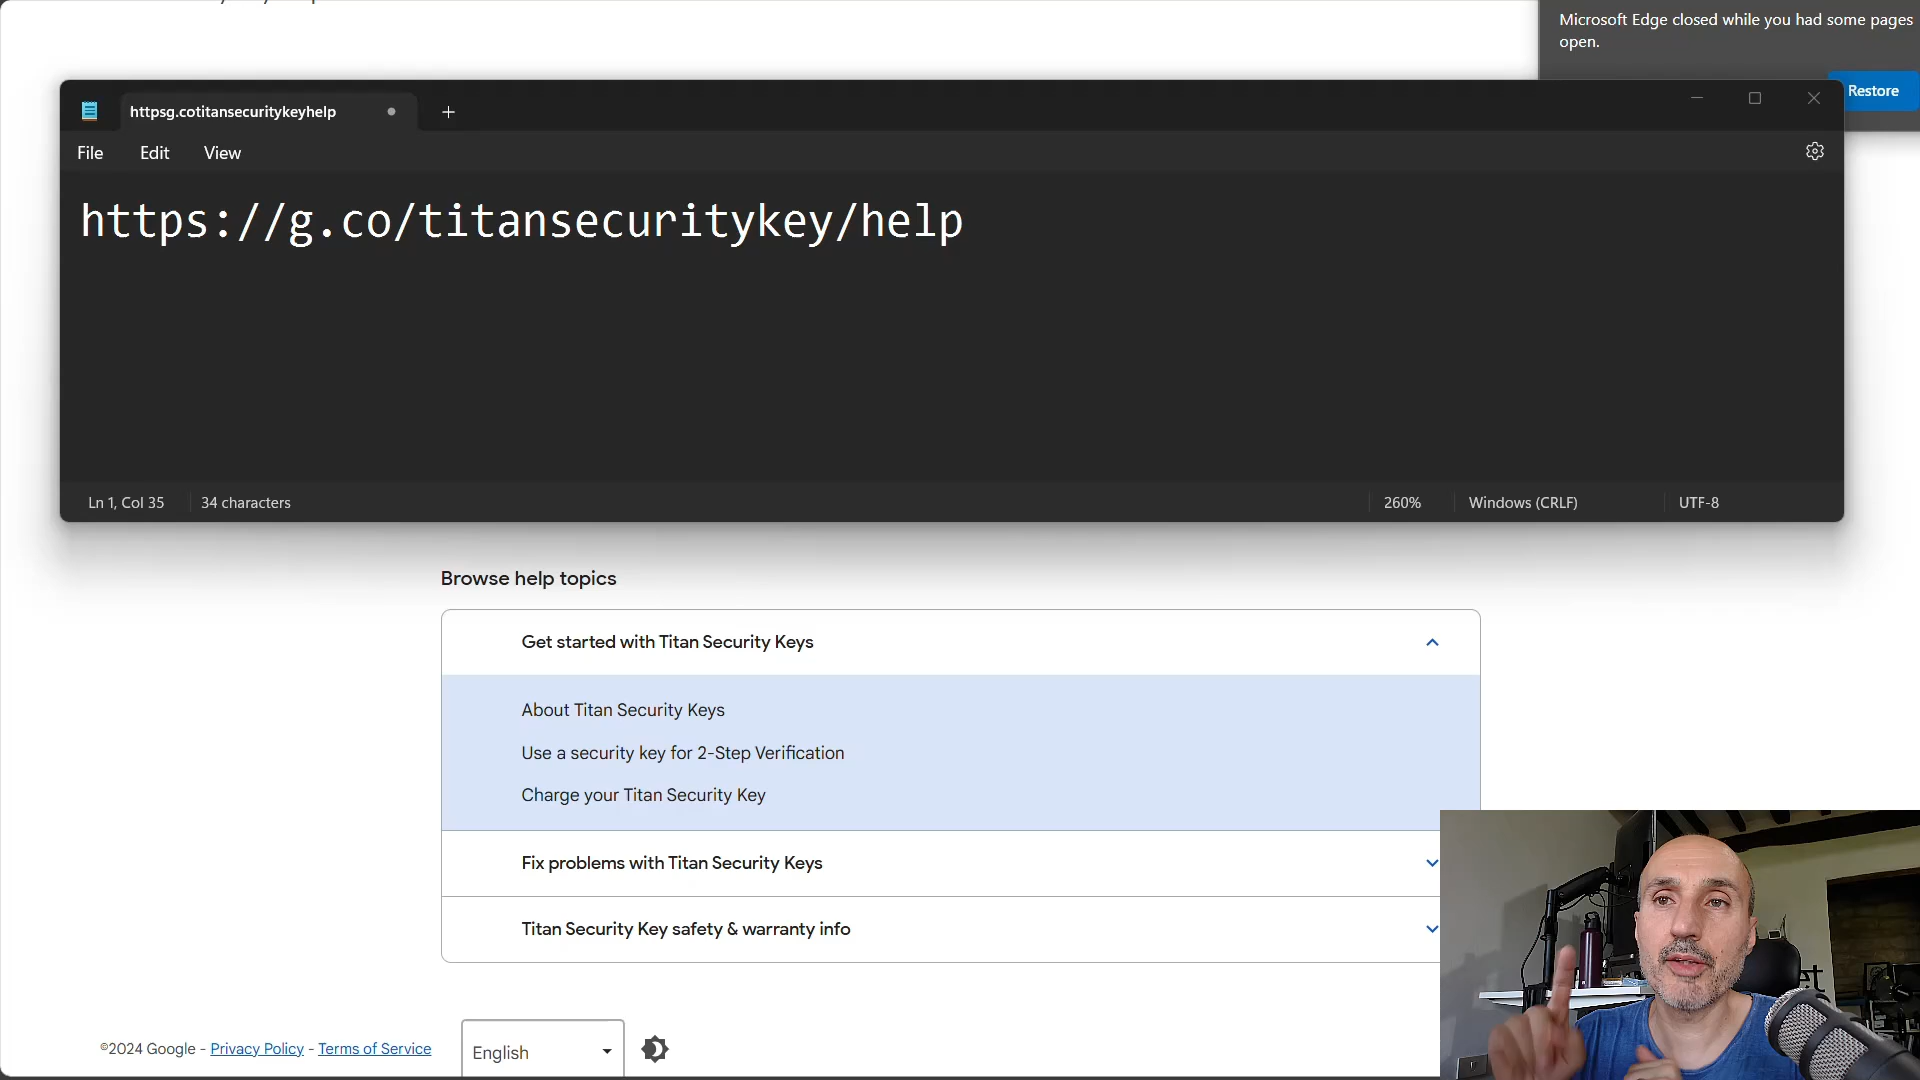 Microsoft Edge closed while you had some pages
open.
Restore
httpsg.cotitansecuritykeyhelp
File Edit View
https://g.co/titansecuritykey/help
Ln 1, Col 35 34 characters 260% Windows (CRLF) UTF-8
Browse help topics
Get started with Titan Security Keys
About Titan Security Keys
Use a security key for 2-Step Verification
Charge your Titan Security Key
Fix problems with Titan Security Keys
Titan Security Key safety & warranty info
©2024 Google - Privacy Policy - Terms of Service
English